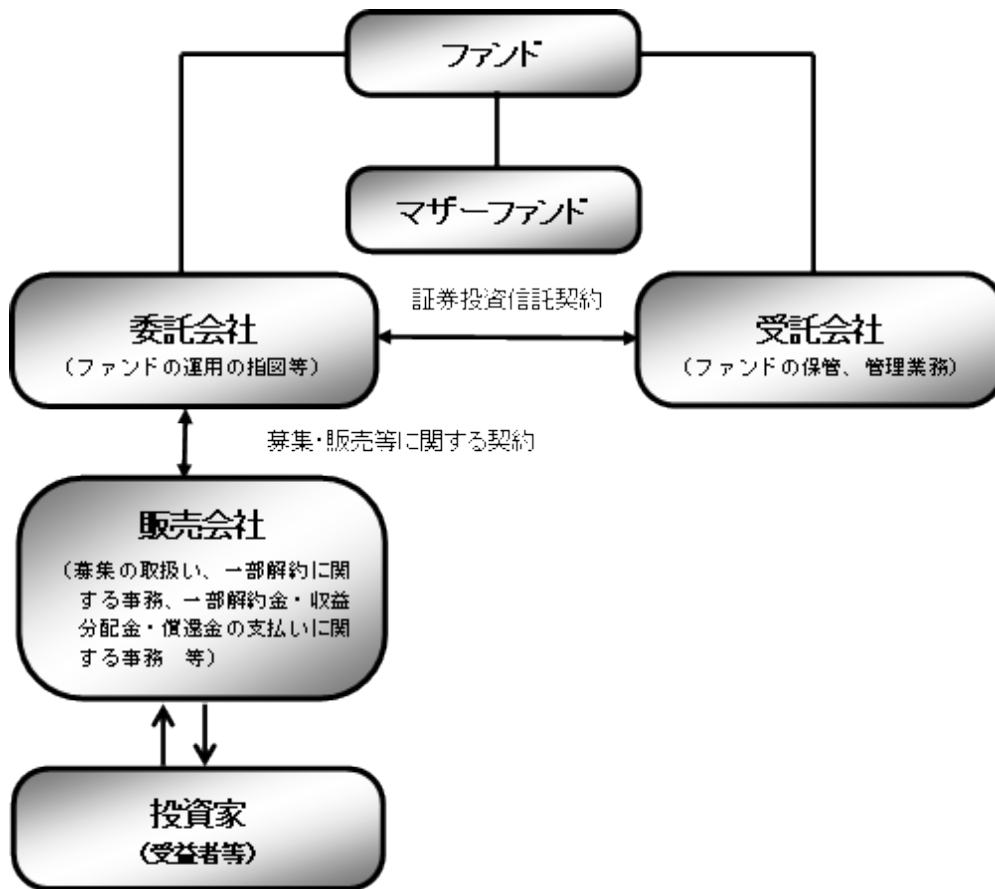 ファンド
マザーファンド
証券投資信託契約
委託会社
(ファンドの運用の指図等)
受託会社
(ファンドの保管、管理業務)
募集・販売等に関する契約
販売会社
(募集の取扱い、一部解約に関
する事務、一部解約金・収益
分配金・償還金の支払いに関
する事務　等)
投資家
(受益者等)